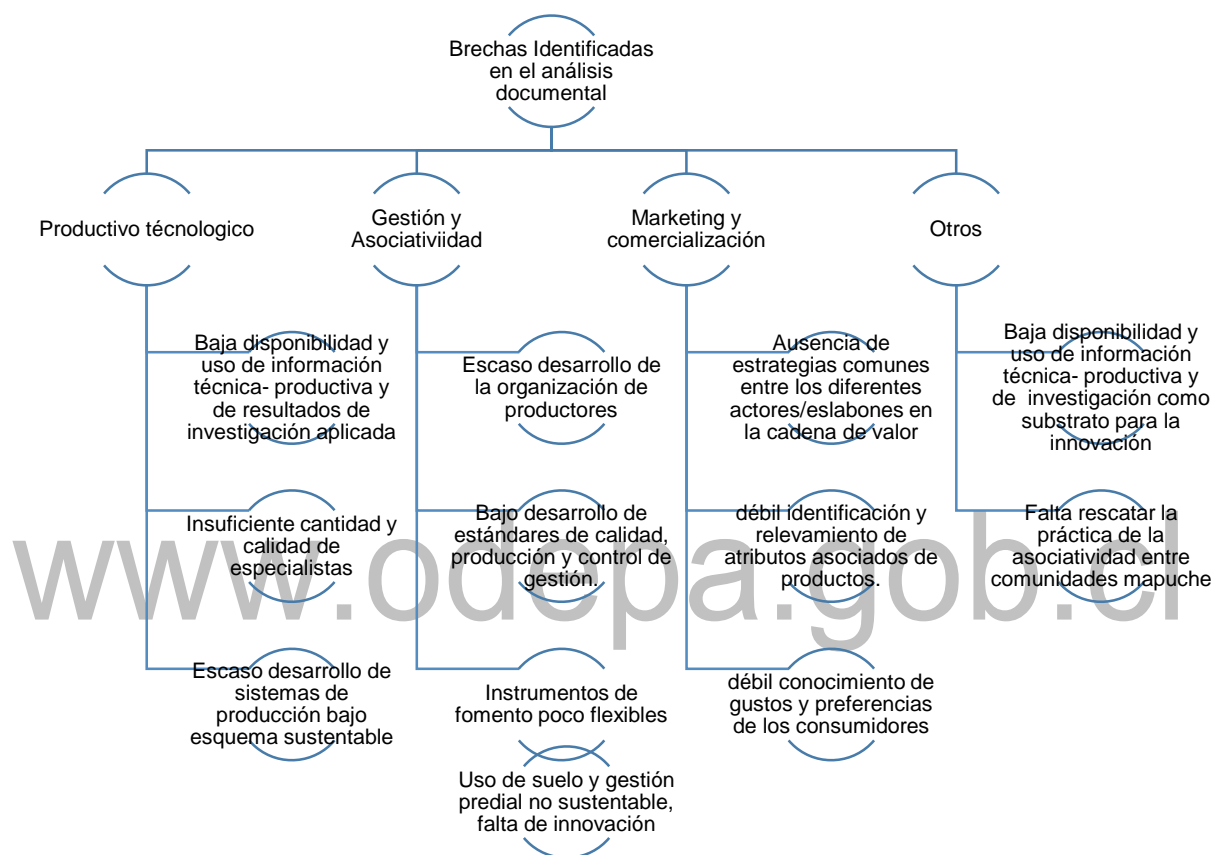 Brechas Identificadas
en el análisis
documental
Productivo técnologico
Gestión y
Asociativiidad
Marketing y
comercialización
Otros
Baja disponibilidad y
uso de información
técnica- productiva y
de resultados de
investigación aplicada
Insuficiente cantidad y
calidad de
especialistas
Escaso desarrollo de
sistemas de
producción bajo
esquema sustentable
Escaso desarrollo de
la organización de
productores
Bajo desarrollo de
estándares de calidad,
producción y control de
gestión.
Instrumentos de
fomento poco flexibles
Uso de suelo y gestión
predial no sustentable,
falta de innovación
Ausencia de
estrategias comunes
entre los diferentes
actores/eslabones en
la cadena de valor
débil identificación y
relevamiento de
atributos asociados de
productos.
débil conocimiento de
gustos y preferencias
de los consumidores
Baja disponibilidad y
uso de información
técnica- productiva y
de investigación como
substrato para la
innovación
Falta rescatar la
práctica de la
asociatividad entre
comunidades mapuche
www.odepa.gob.cl